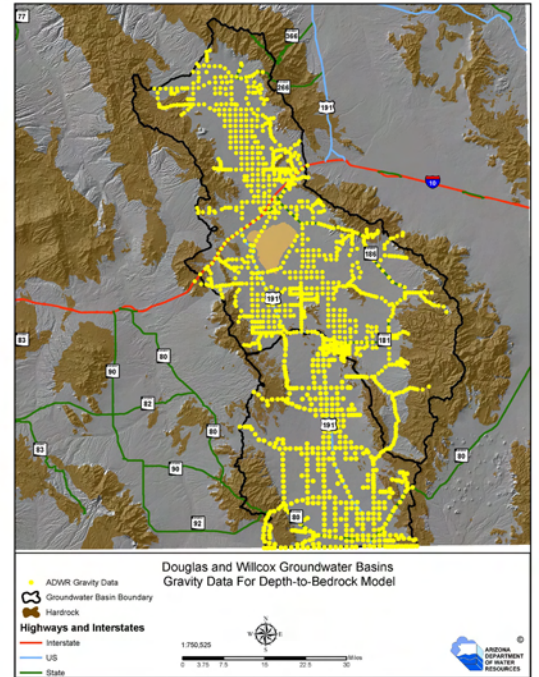 77
366
266
191
10
186
191
83
181
80
90
82
191
80
83
90
80
80
92
Douglas and Willcox Groundwater Basins
Gravity Data For Depth-to-Bedrock Model
ADWR Gravity Data
Groundwater Basin Boundary
Hardrock
Highways and Interstates
Interstate
US
State
N
W E
S
1:750,525
0 3.75 7.5 15 22.5 30
Miles
©
ARIZONA
DEPARTMENT
OF WATER
RESOURCES